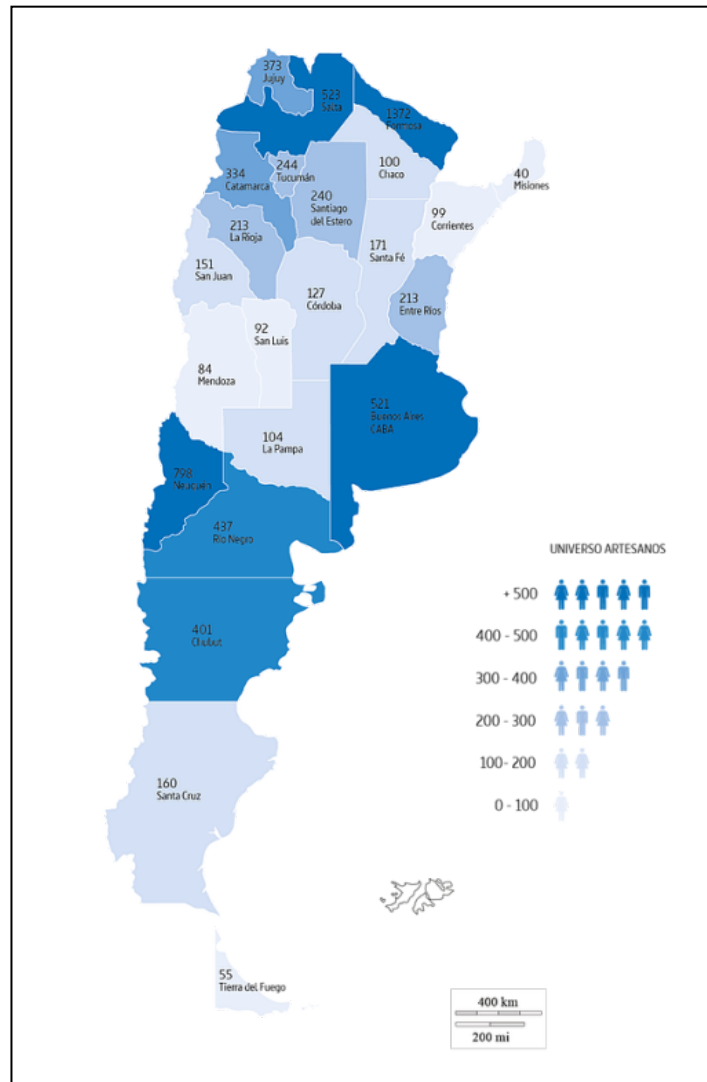 373
Jujuy
523
Salta
1372
Formosa
100
Chaco
40
Misiones
334
Catamarca
244
Tucumán
240
Santiago
del Estero
99
Corrientes
213
La Rioja
171
Santa Fé
151
San Juan
127
Córdoba
213
Entre Ríos
92
San Luis
84
Mendoza
521
Buenos Aires
CABA
104
La Pampa
798
Neuquén
437
Río Negro
401
Chubut
160
Santa Cruz
55
Tierra del Fuego
UNIVERSO ARTESANOS
+ 500
400 - 500
300 - 400
200 - 300
100- 200
0 - 100
400 km
200 mi